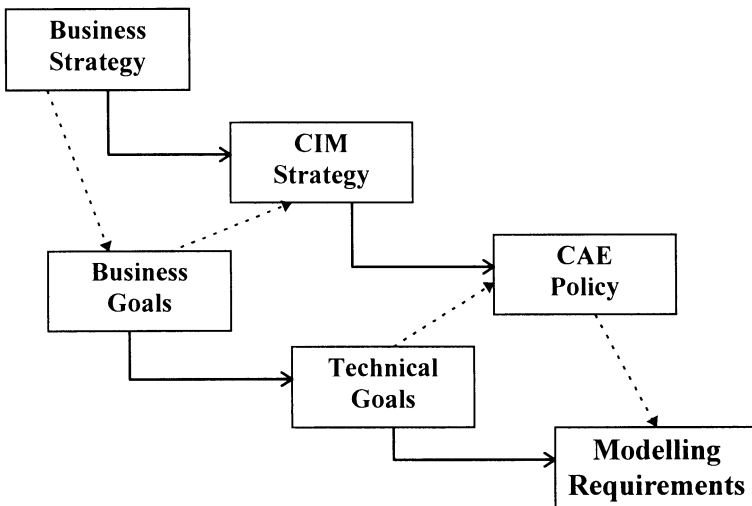 Business
Strategy
CIM
Strategy
Business
Goals
CAE
Policy
Technical
Goals
Modelling
Requirements